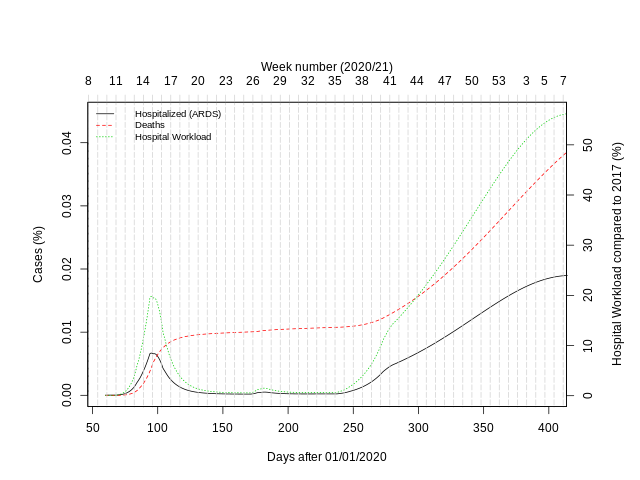 Week number (2020/21)
8 11 14 17 20 23 26 29 32 35 38 41 44 47 50 53 3 5 7
Hospitalized (ARDS)
Deaths
Hospital Workload
Cases (%)
0.04
0.03
0.02
0.01
0.00
50
40
30
20
10
0
Hospital Workload compared to 2017 (%)
50 100 150 200 250 300 350 400
Days after 01/01/2020